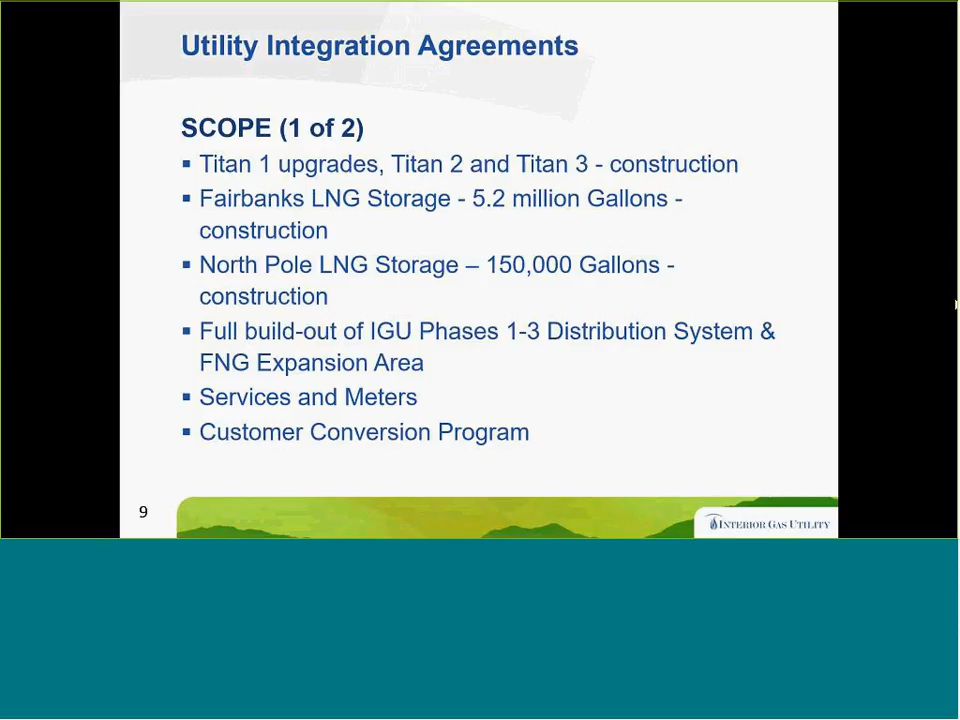 Utility Integration Agreements
SCOPE (1 of 2)
▪ Titan 1 upgrades, Titan 2 and Titan 3 - construction
▪ Fairbanks LNG Storage - 5.2 million Gallons -
construction
▪ North Pole LNG Storage – 150,000 Gallons -
construction
▪ Full build-out of IGU Phases 1-3 Distribution System &
FNG Expansion Area
▪ Services and Meters
▪ Customer Conversion Program
9
INTERIOR GAS UTILITY